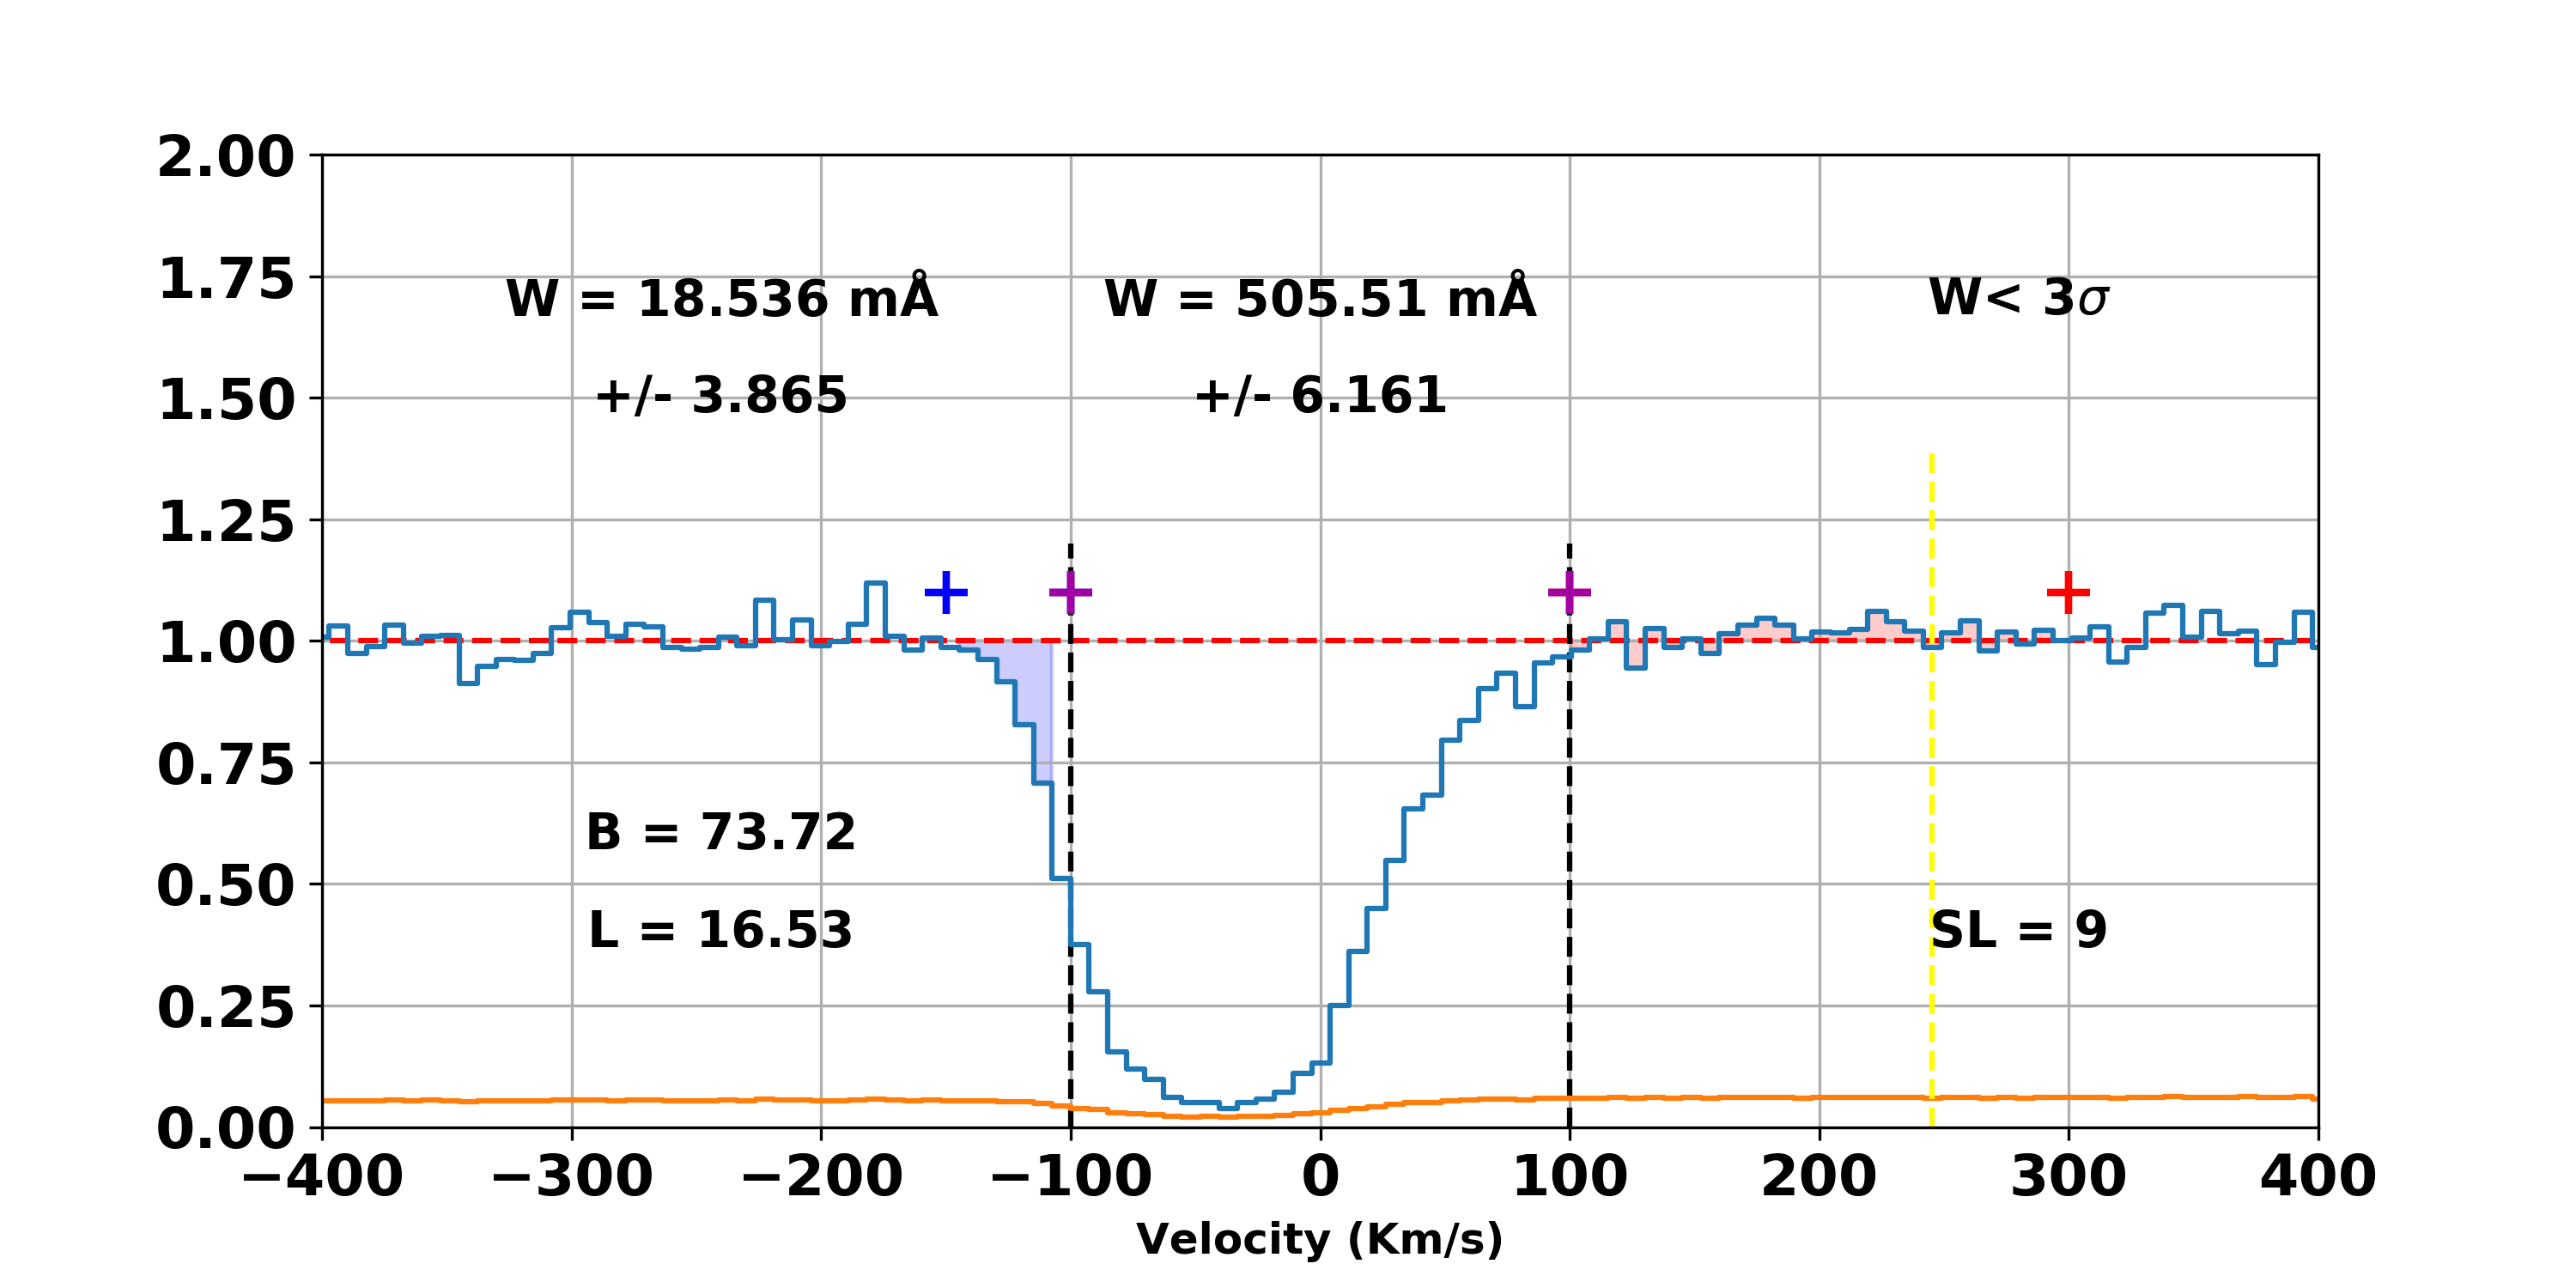 2.00
1.75
1.50
1.25
1.00
0.75
0.50
0.25
0.00
W = 18.536 mÅ
+/- 3.865
W = 505.51 mÅ
+/- 6.161
W< 3σ
B = 73.72
L = 16.53
SL = 9
−400 −300 −200 −100 0 100 200 300 400
Velocity (Km/s)